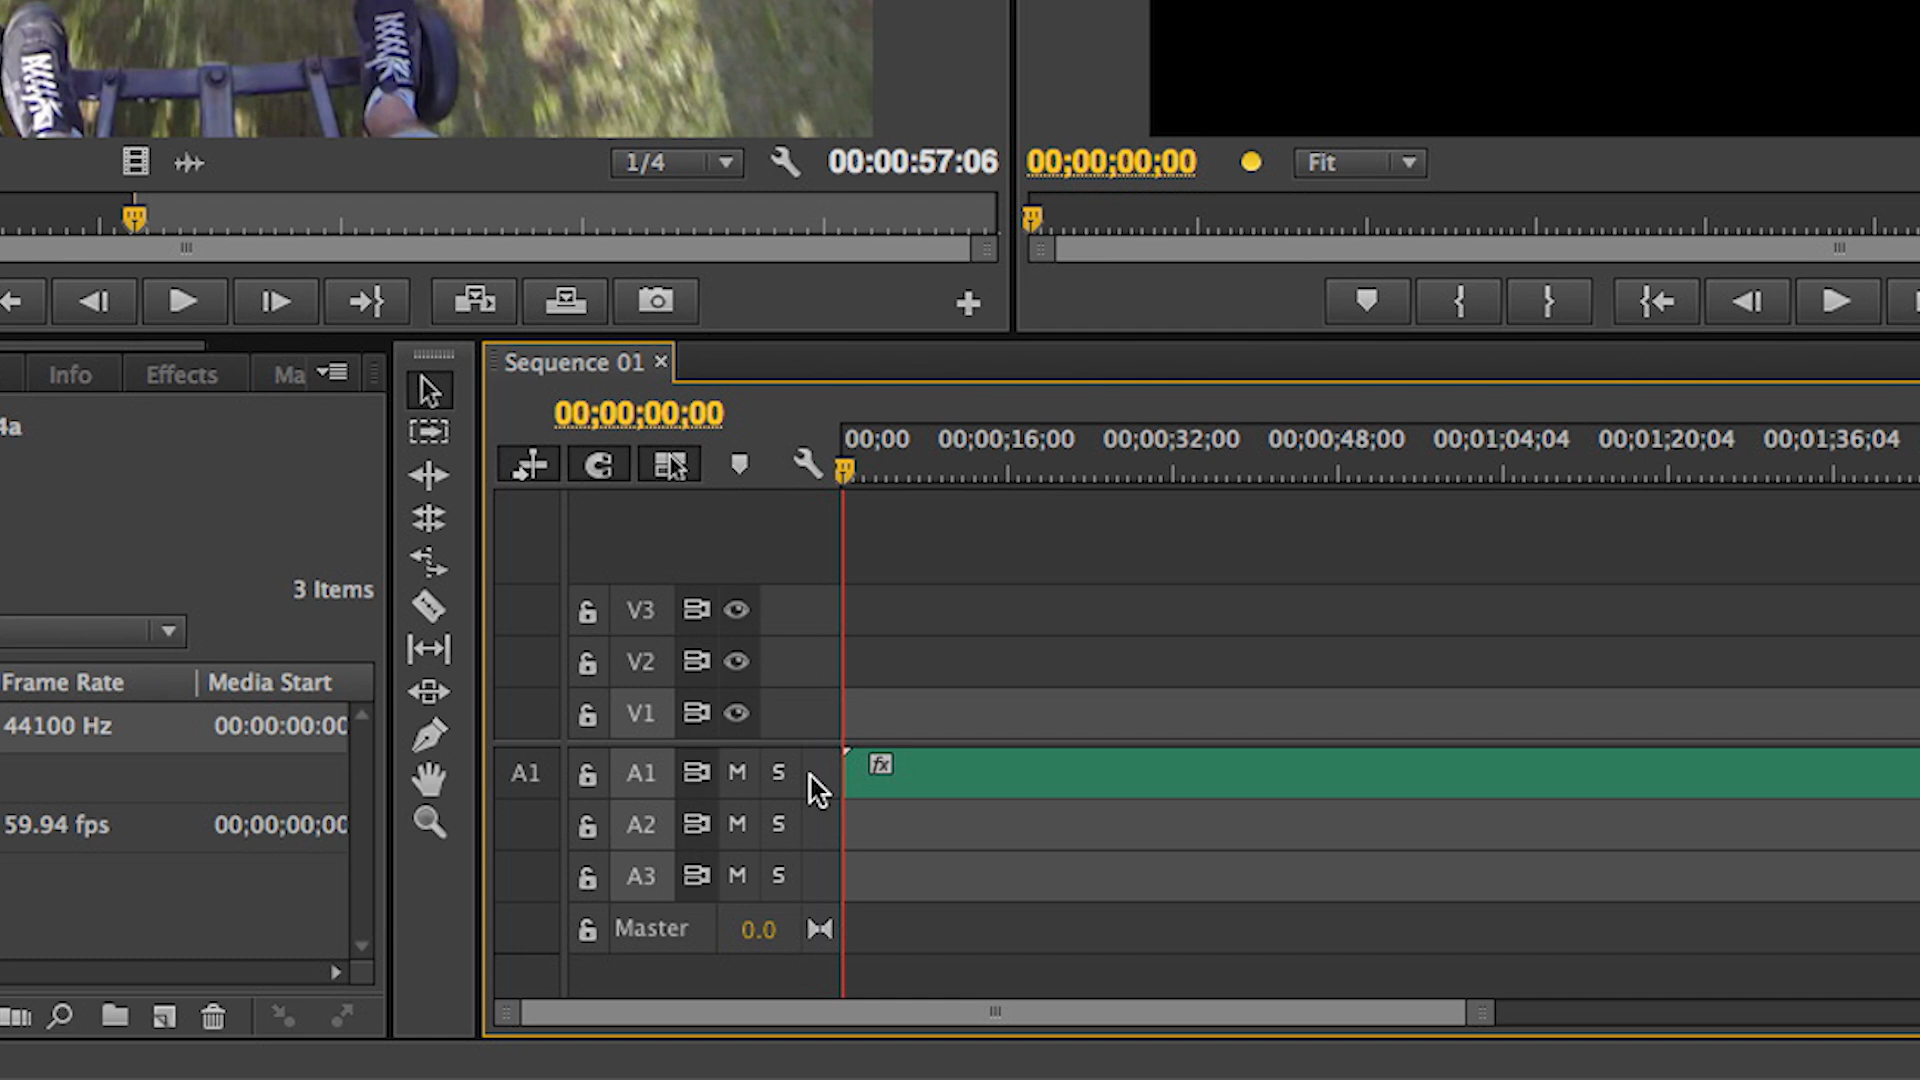 1/4
00:00:57:06
00;00;00;00
Fit
Info
Effects
Ma
Sequence 01
00;00;00;00
4a
00;00
00;00;16;00
00;00;32;00
00;00;48;00
00;01;04;04
00;01;20;04
00;01;36;04
3 Items
Frame Rate
Media Start
44100 Hz
00:00:00:00
59.94 fps
00;00;00;00
V3
V2
V1
A1
A1
M
S
fx
A2
M
S
A3
M
S
Master
0.0